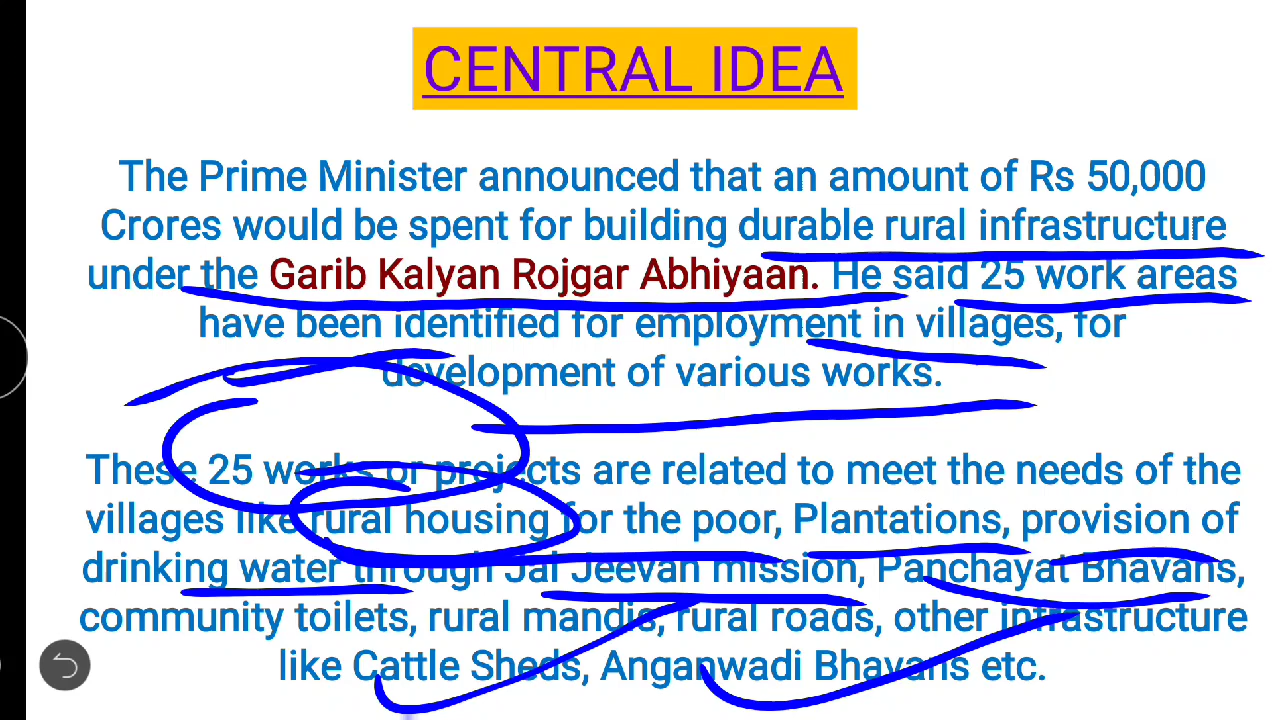 CENTRAL IDEA
The Prime Minister announced that an amount of Rs 50,000
Crores would be spent for building durable rural infrastructure
under the Garib Kalyan Rojgar Abhiyaan. He said 25 work areas
have been identified for employment in villages, for
development of various works.
These 25 works or projects are related to meet the needs of the
villages like rural housing for the poor, Plantations, provision of
drinking water through Jal Jeevan mission, Panchayat Bhavans,
community toilets, rural mandis, rural roads, other infrastructure
like Cattle Sheds, Anganwadi Bhavans etc.